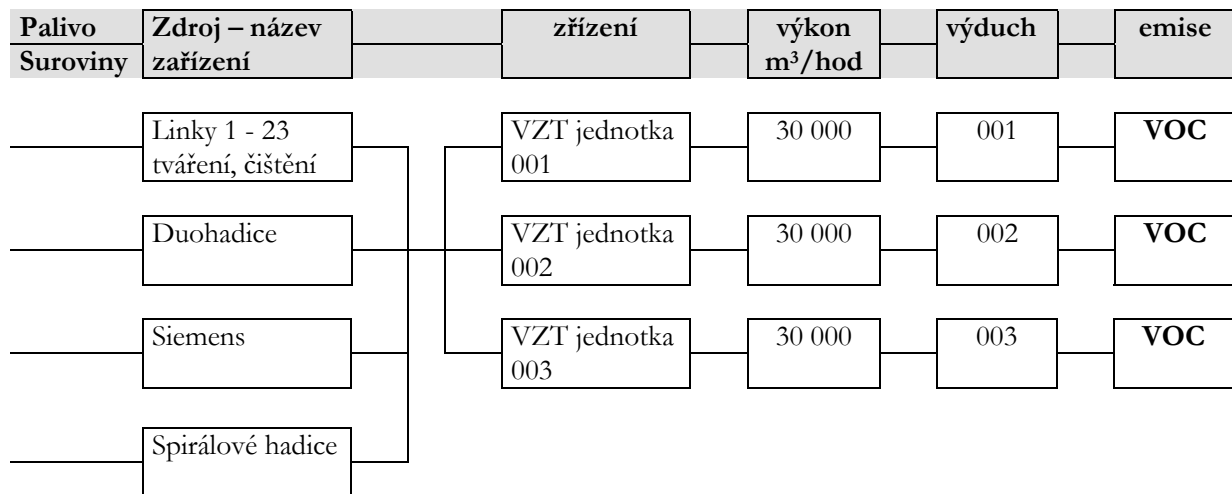 Palivo
Suroviny
Zdroj – název
zařízení
zřízení
výkon
m³/hod
výduch
emise
Linky 1 - 23
tváření, čištění
VZT jednotka
001
30 000
001
VOC
Duohadice
VZT jednotka
002
30 000
002
VOC
Siemens
VZT jednotka
003
30 000
003
VOC
Spirálové hadice